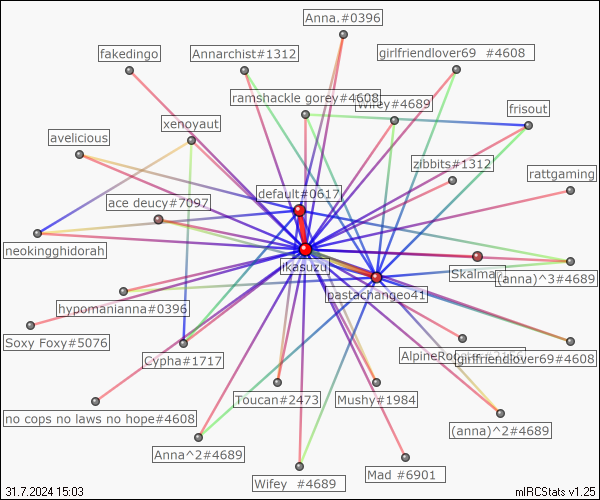 Anna.#0396
fakedingo
Annarchist#1312
girlfriendlover69 #4608
ramshackle gorey#4608
Wifey#4689
frisout
xenoyaut
avelicious
zibbits#1312
rattgaming
default#0617
ace deucy#7097
neokingghidorah
ikasuzu
Skalman
(anna)^3#4689
pastachangeo41
hypomanianna#0396
Soxy Foxy#5076
Cypha#1717
girlfriendlover69#4608
Toucan#2473
Mushy#1984
no cops no laws no hope#4608
(anna)^2#4689
Anna^2#4689
Mad #6901
Wifey #4689
31.7.2024 15:03
mIRCStats v1.25